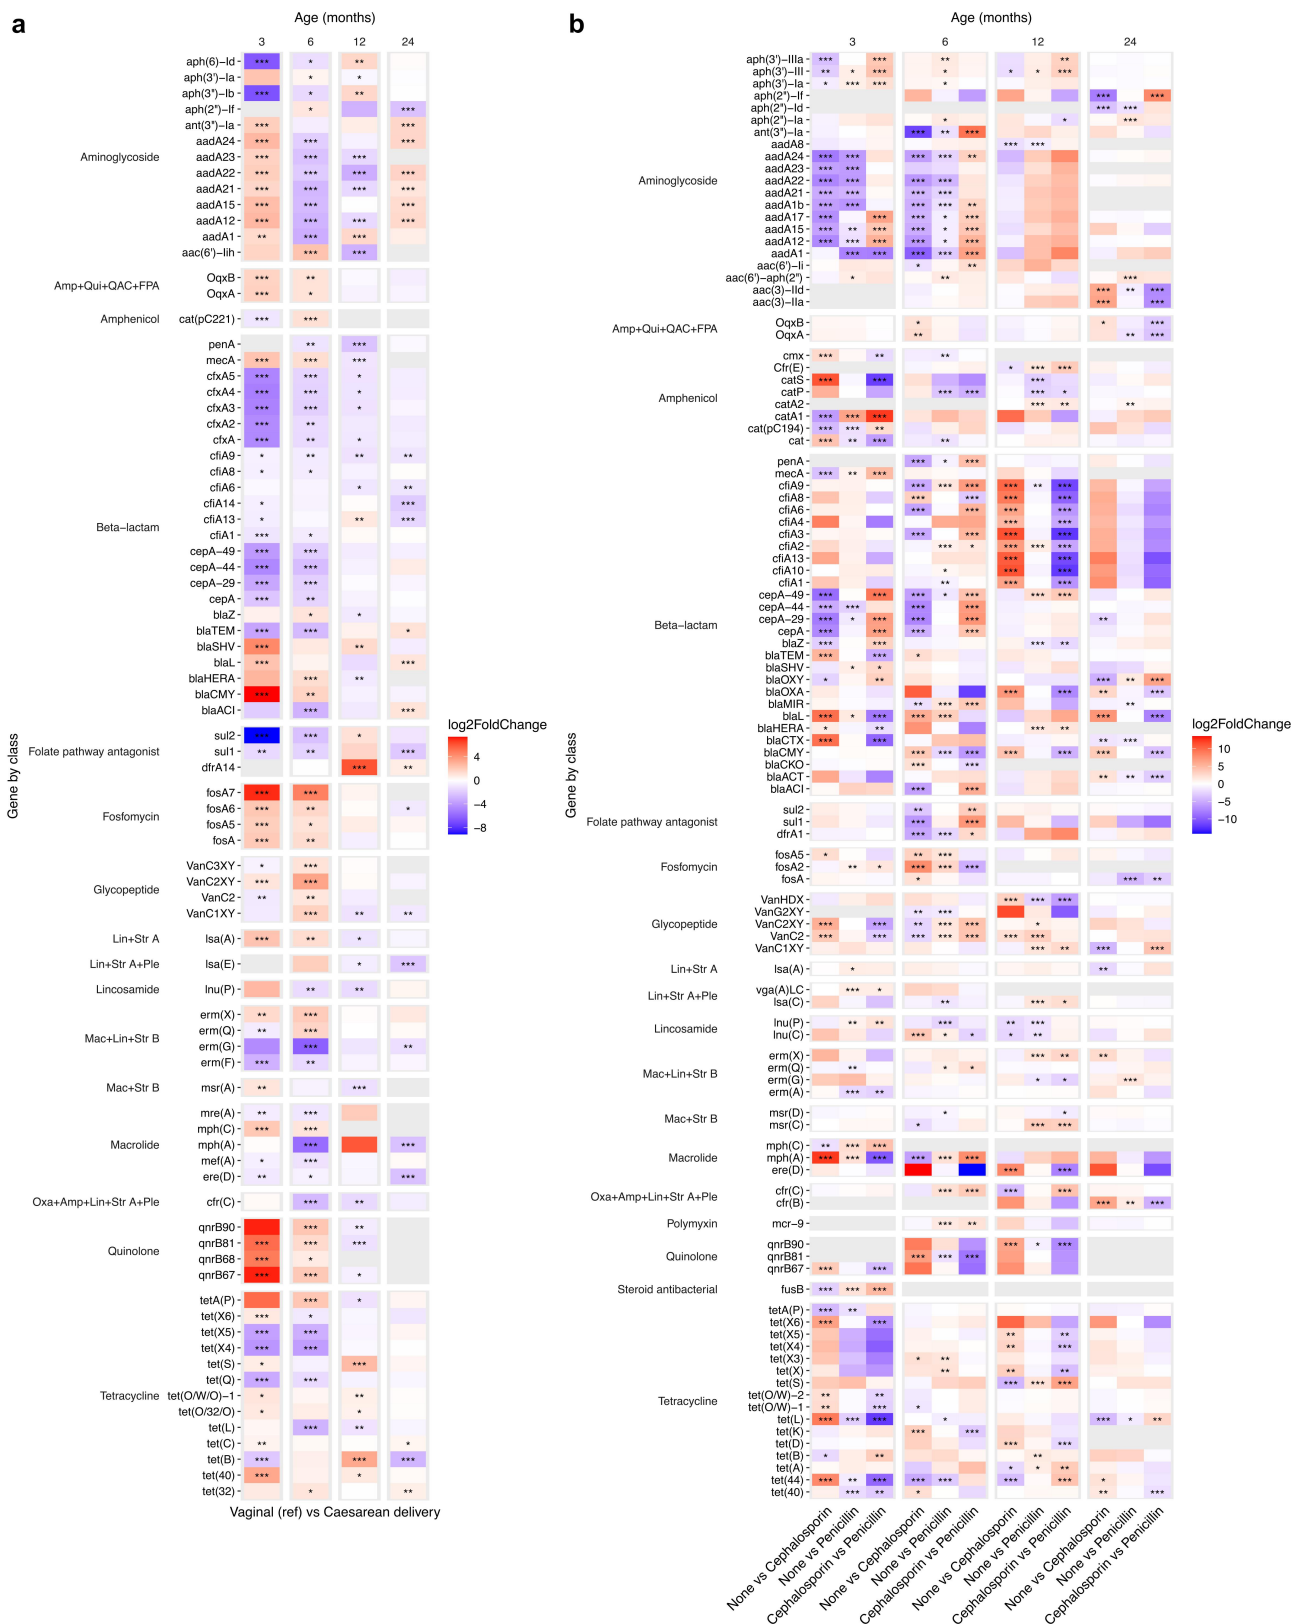 a
Age (months)
3 6 12 24
Gene by class
Aminoglycoside
aph(6)−Id
aph(3')−Ia
aph(3")−Ib
aph(2")−If
ant(3")−Ia
aadA24
aadA23
aadA22
aadA21
aadA15
aadA12
aadA1
aac(6')−Iih
Amp+Qui+QAC+FPA
OqxB
OqxA
Amphenicol
cat(pC221)
Beta−lactam
penA
mecA
cfxA5
cfxA4
cfxA3
cfxA2
cfxA
cfiA9
cfiA8
cfiA6
cfiA14
cfiA13
cfiA1
cepA−49
cepA−44
cepA−29
cepA
blaZ
blaTEM
blaSHV
blaL
blaHERA
blaCMY
blaACI
Folate pathway antagonist
sul2
sul1
dfrA14
Fosfomycin
fosA7
fosA6
fosA5
fosA
Glycopeptide
VanC3XY
VanC2XY
VanC2
VanC1XY
Lin+Str A
lsa(A)
Lin+Str A+Ple
lsa(E)
Lincosamide
lnu(P)
Mac+Lin+Str B
erm(X)
erm(Q)
erm(G)
erm(F)
Mac+Str B
msr(A)
Macrolide
mre(A)
mph(C)
mph(A)
mef(A)
ere(D)
Oxa+Amp+Lin+Str A+Ple
cfr(C)
Quinolone
qnrB90
qnrB81
qnrB68
qnrB67
Tetracycline
tetA(P)
tet(X6)
tet(X5)
tet(X4)
tet(S)
tet(Q)
tet(O/W/O)−1
tet(O/32/O)
tet(L)
tet(C)
tet(B)
tet(40)
tet(32)
Vaginal (ref) vs Caesarean delivery
log2FoldChange
4
0
−4
−8
b
Age (months)
3 6 12 24
Gene by class
Aminoglycoside
aph(3')−IIIa
aph(3')−III
aph(3')−Ia
aph(2")−If
aph(2")−Id
aph(2")−Ia
ant(3")−Ia
aadA8
aadA24
aadA23
aadA22
aadA21
aadA1b
aadA17
aadA15
aadA12
aadA1
aac(6')−Ii
aac(6')−aph(2")
aac(3)−IId
aac(3)−IIa
Amp+Qui+QAC+FPA
OqxB
OqxA
Amphenicol
cmx
Cfr(E)
catS
catP
catA2
catA1
cat(pC194)
cat
Beta−lactam
penA
mecA
cfiA9
cfiA8
cfiA6
cfiA4
cfiA3
cfiA2
cfiA13
cfiA10
cfiA1
cepA−49
cepA−44
cepA−29
cepA
blaZ
blaTEM
blaSHV
blaOXY
blaOXA
blaMIR
blaL
blaHERA
blaCTX
blaCMY
blaCKO
blaACT
blaACI
Folate pathway antagonist
sul2
sul1
dfrA1
Fosfomycin
fosA5
fosA2
fosA
Glycopeptide
VanHDX
VanG2XY
VanC2XY
VanC2
VanC1XY
Lin+Str A
lsa(A)
Lin+Str A+Ple
vga(A)LC
lsa(C)
Lincosamide
lnu(P)
lnu(C)
Mac+Lin+Str B
erm(X)
erm(Q)
erm(G)
erm(A)
Mac+Str B
msr(D)
msr(C)
Macrolide
mph(C)
mph(A)
ere(D)
Oxa+Amp+Lin+Str A+Ple
cfr(C)
cfr(B)
Polymyxin
mcr−9
Quinolone
qnrB90
qnrB81
qnrB67
Steroid antibacterial
fusB
Tetracycline
tetA(P)
tet(X6)
tet(X5)
tet(X4)
tet(X3)
tet(X)
tet(S)
tet(O/W)−2
tet(O/W)−1
tet(L)
tet(K)
tet(D)
tet(B)
tet(A)
tet(44)
tet(40)
None vs Cephalosporin
None vs Penicillin
Cephalosporin vs Penicillin
None vs Cephalosporin
None vs Penicillin
Cephalosporin vs Penicillin
None vs Cephalosporin
None vs Penicillin
Cephalosporin vs Penicillin
None vs Cephalosporin
None vs Penicillin
Cephalosporin vs Penicillin
log2FoldChange
10
5
0
−5
−10